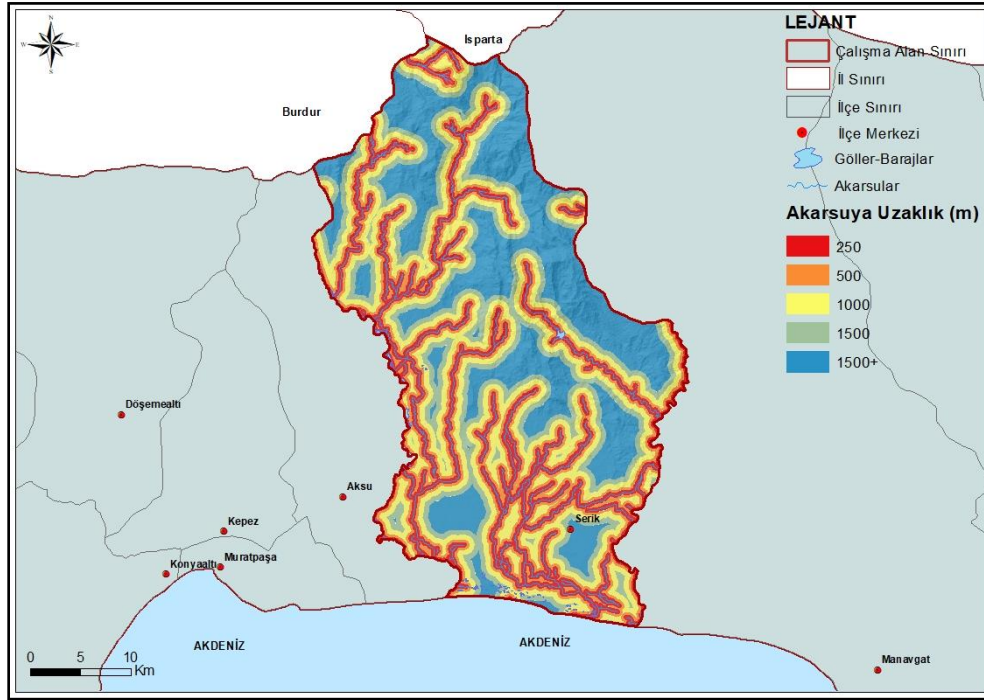 N
W
E
S
Isparta
Burdur
LEJANT
Çalışma Alan Sınırı
İl Sınırı
İlçe Sınırı
İlçe Merkezi
Göller-Barajlar
Akarsular
Akarsuya Uzaklık (m)
250
500
1000
1500
1500+
Döşemealtı
Aksu
Kepez
Serik
Muratpaşa
Konyaaltı
AKDENİZ
AKDENİZ
Manavgat
0 5 10
Km